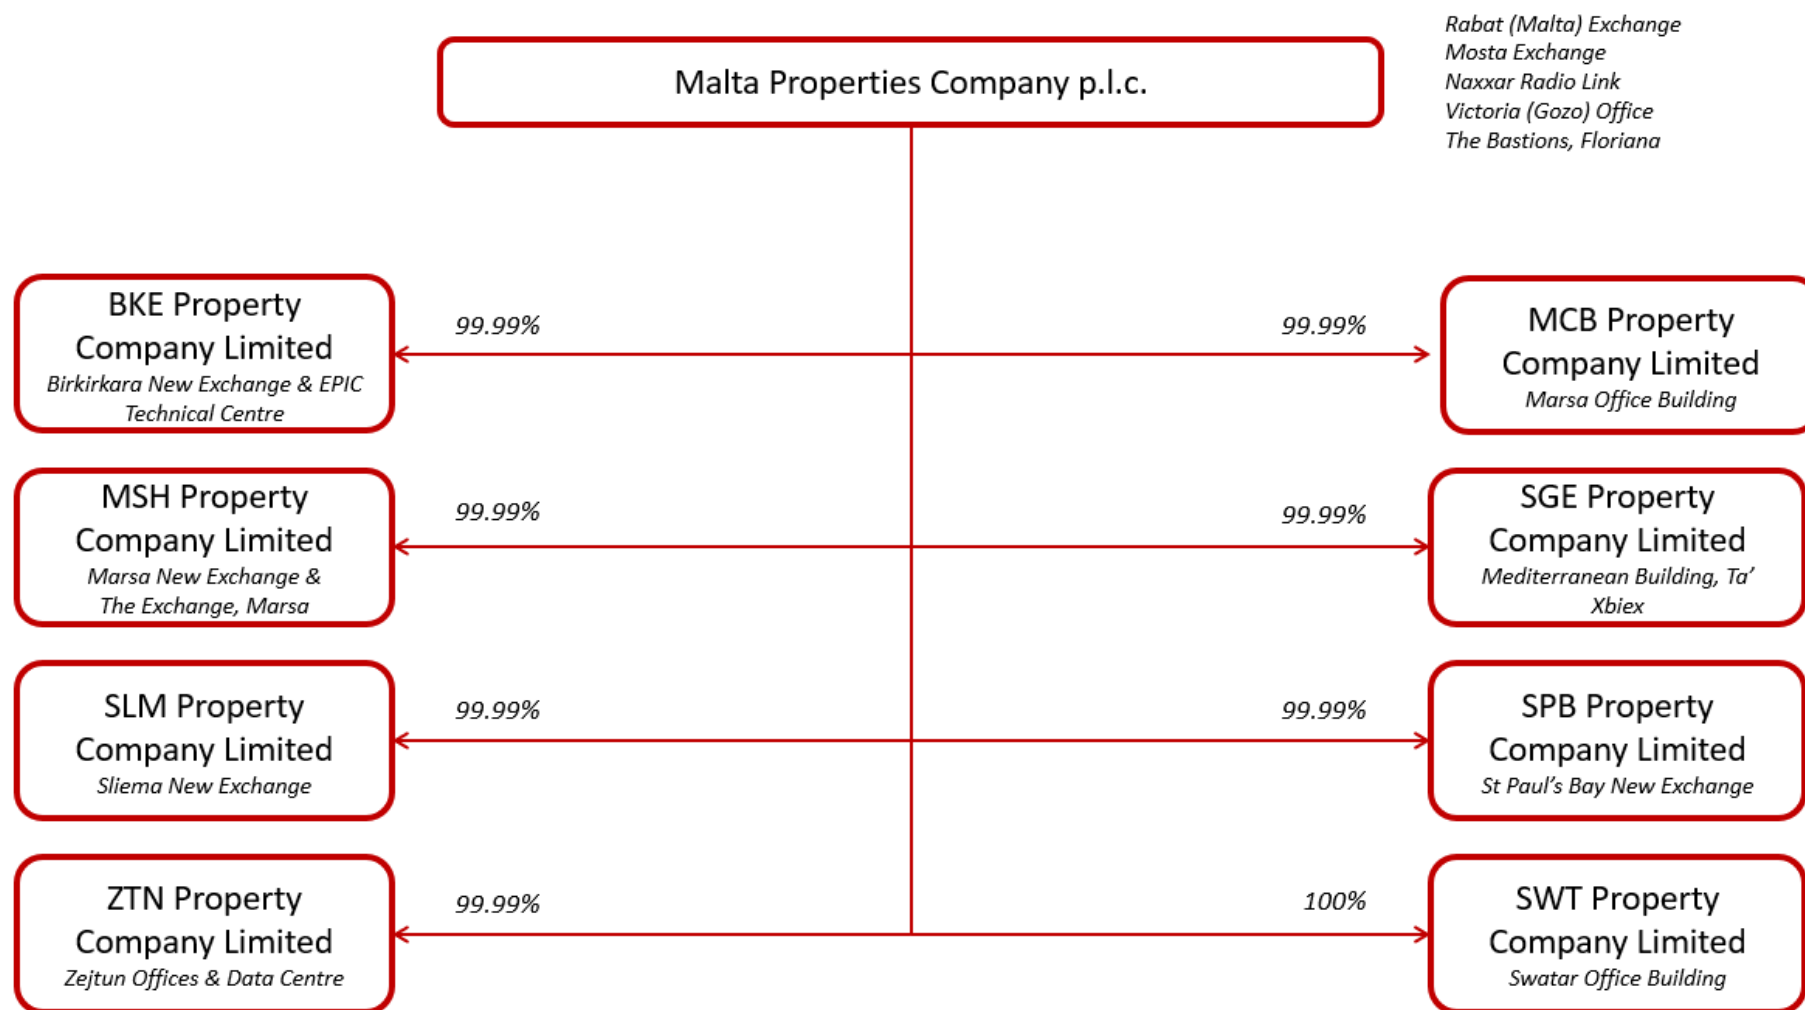 Rabat (Malta) Exchange
Mosta Exchange
Naxxar Radio Link
Victoria (Gozo) Office
The Bastions, Floriana
Malta Properties Company p.l.c.
BKE Property
Company Limited
Birkirkara New Exchange & EPIC
Technical Centre
99.99%
99.99%
MCB Property
Company Limited
Marsa Office Building
MSH Property
Company Limited
Marsa New Exchange &
The Exchange, Marsa
99.99%
99.99%
SGE Property
Company Limited
Mediterranean Building, Ta’
Xbiex
SLM Property
Company Limited
Sliema New Exchange
99.99%
99.99%
SPB Property
Company Limited
St Paul’s Bay New Exchange
ZTN Property
Company Limited
Zejtun Offices & Data Centre
99.99%
100%
SWT Property
Company Limited
Swatar Office Building